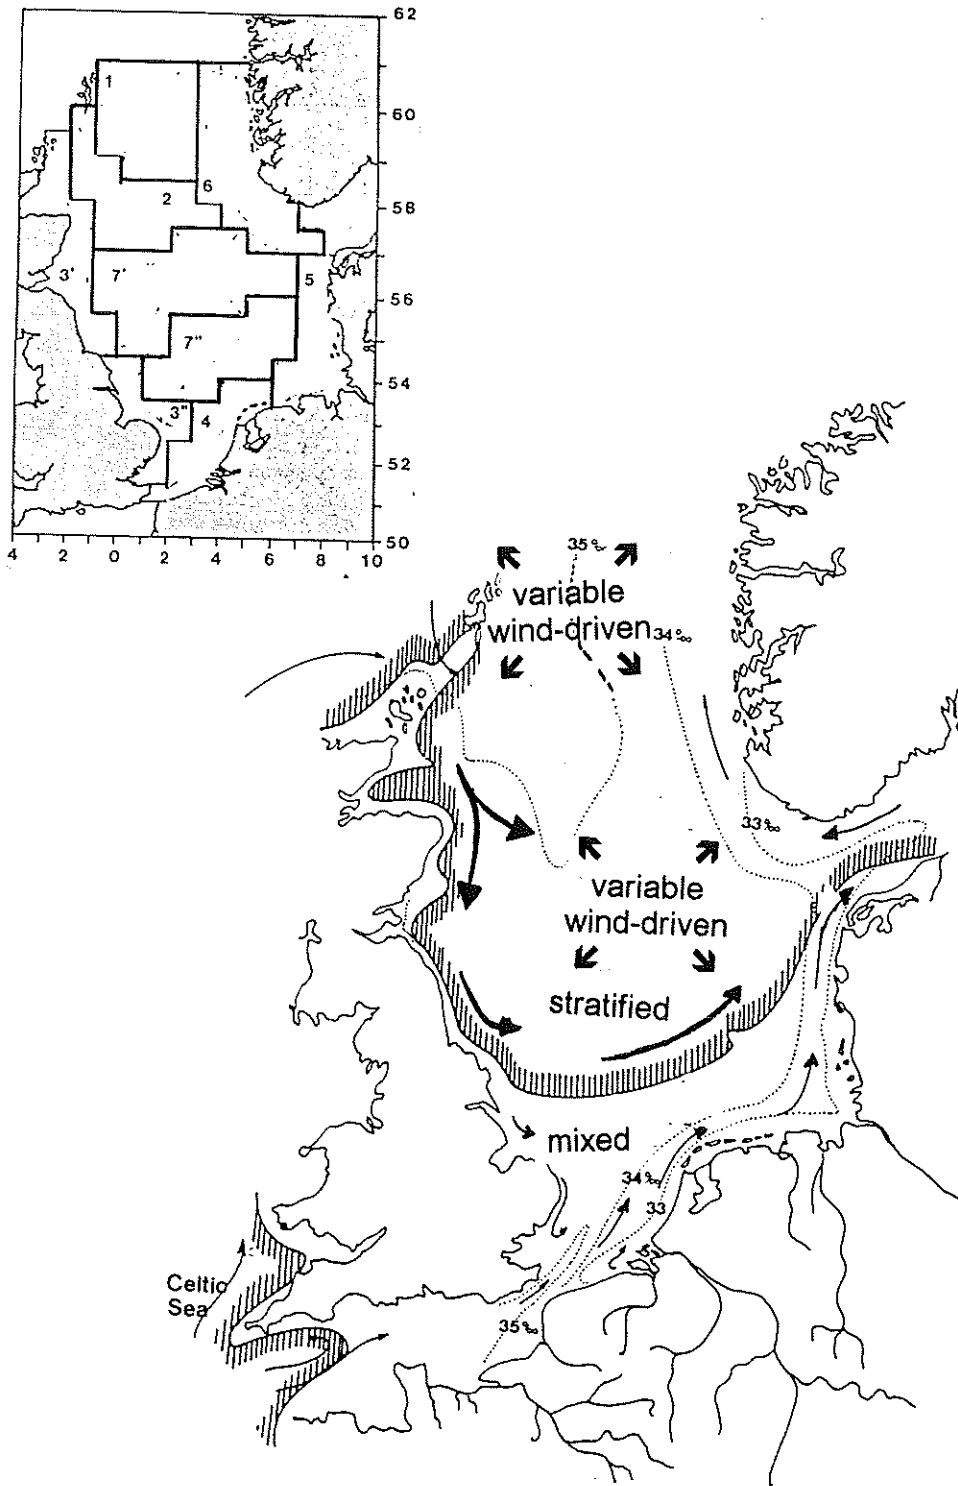 62
1
60
6
2
58
3'
7'
5
56
7"
54
3"
4
52
50
4 2 0 2 4 6 8 10
35‰
variable
wind-driven
34‰
33‰
variable
wind-driven
stratified
mixed
34‰
33
Celtic
Sea
35‰